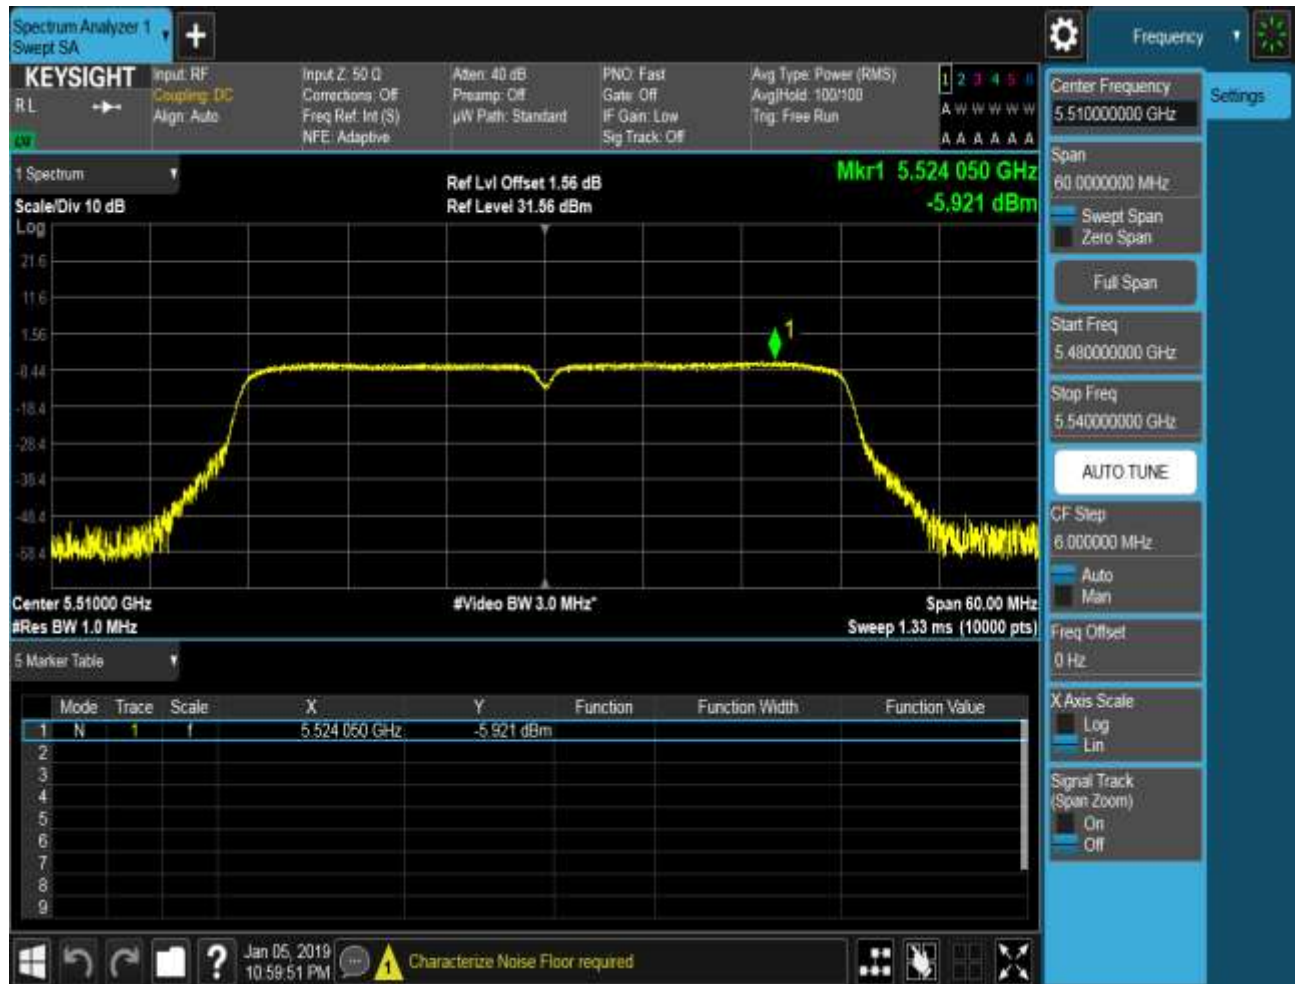 Spectrum Analyzer 1
Swept SA
+
Frequency
KEYSIGHT
R L
Input: RF
Coupling: DC
Align: Auto
Input Z: 50 Ω
Corrections: Off
Freq Ref: Int (S)
NFE: Adaptive
Atten: 40 dB
Preamp: Off
µW Path: Standard
PNO: Fast
Gate: Off
IF Gain: Low
Sig Track: Off
Avg Type: Power (RMS)
Avg|Hold: 100/100
Trig: Free Run
1 2 3 4 5 6
A W W W W W
A A A A A A
1 Spectrum
Scale/Div 10 dB
Ref Lvl Offset 1.56 dB
Ref Level 31.56 dBm
Mkr1 5.524 050 GHz
-5.921 dBm
Log
21.6
11.6
1.56
-8.44
-18.4
-28.4
-38.4
-48.4
-58.4
1
Center 5.51000 GHz
#Res BW 1.0 MHz
#Video BW 3.0 MHz*
Span 60.00 MHz
Sweep 1.33 ms (10000 pts)
5 Marker Table
Mode Trace Scale X Y Function Function Width Function Value
1 N 1 f 5.524 050 GHz -5.921 dBm
2
3
4
5
6
7
8
9
Jan 05, 2019
10:59:51 PM
?
1
Characterize Noise Floor required
Center Frequency
5.510000000 GHz
Settings
Span
60.0000000 MHz
Swept Span
Zero Span
Full Span
Start Freq
5.480000000 GHz
Stop Freq
5.540000000 GHz
AUTO TUNE
CF Step
6.000000 MHz
Auto
Man
Freq Offset
0 Hz
X Axis Scale
Log
Lin
Signal Track
(Span Zoom)
On
Off